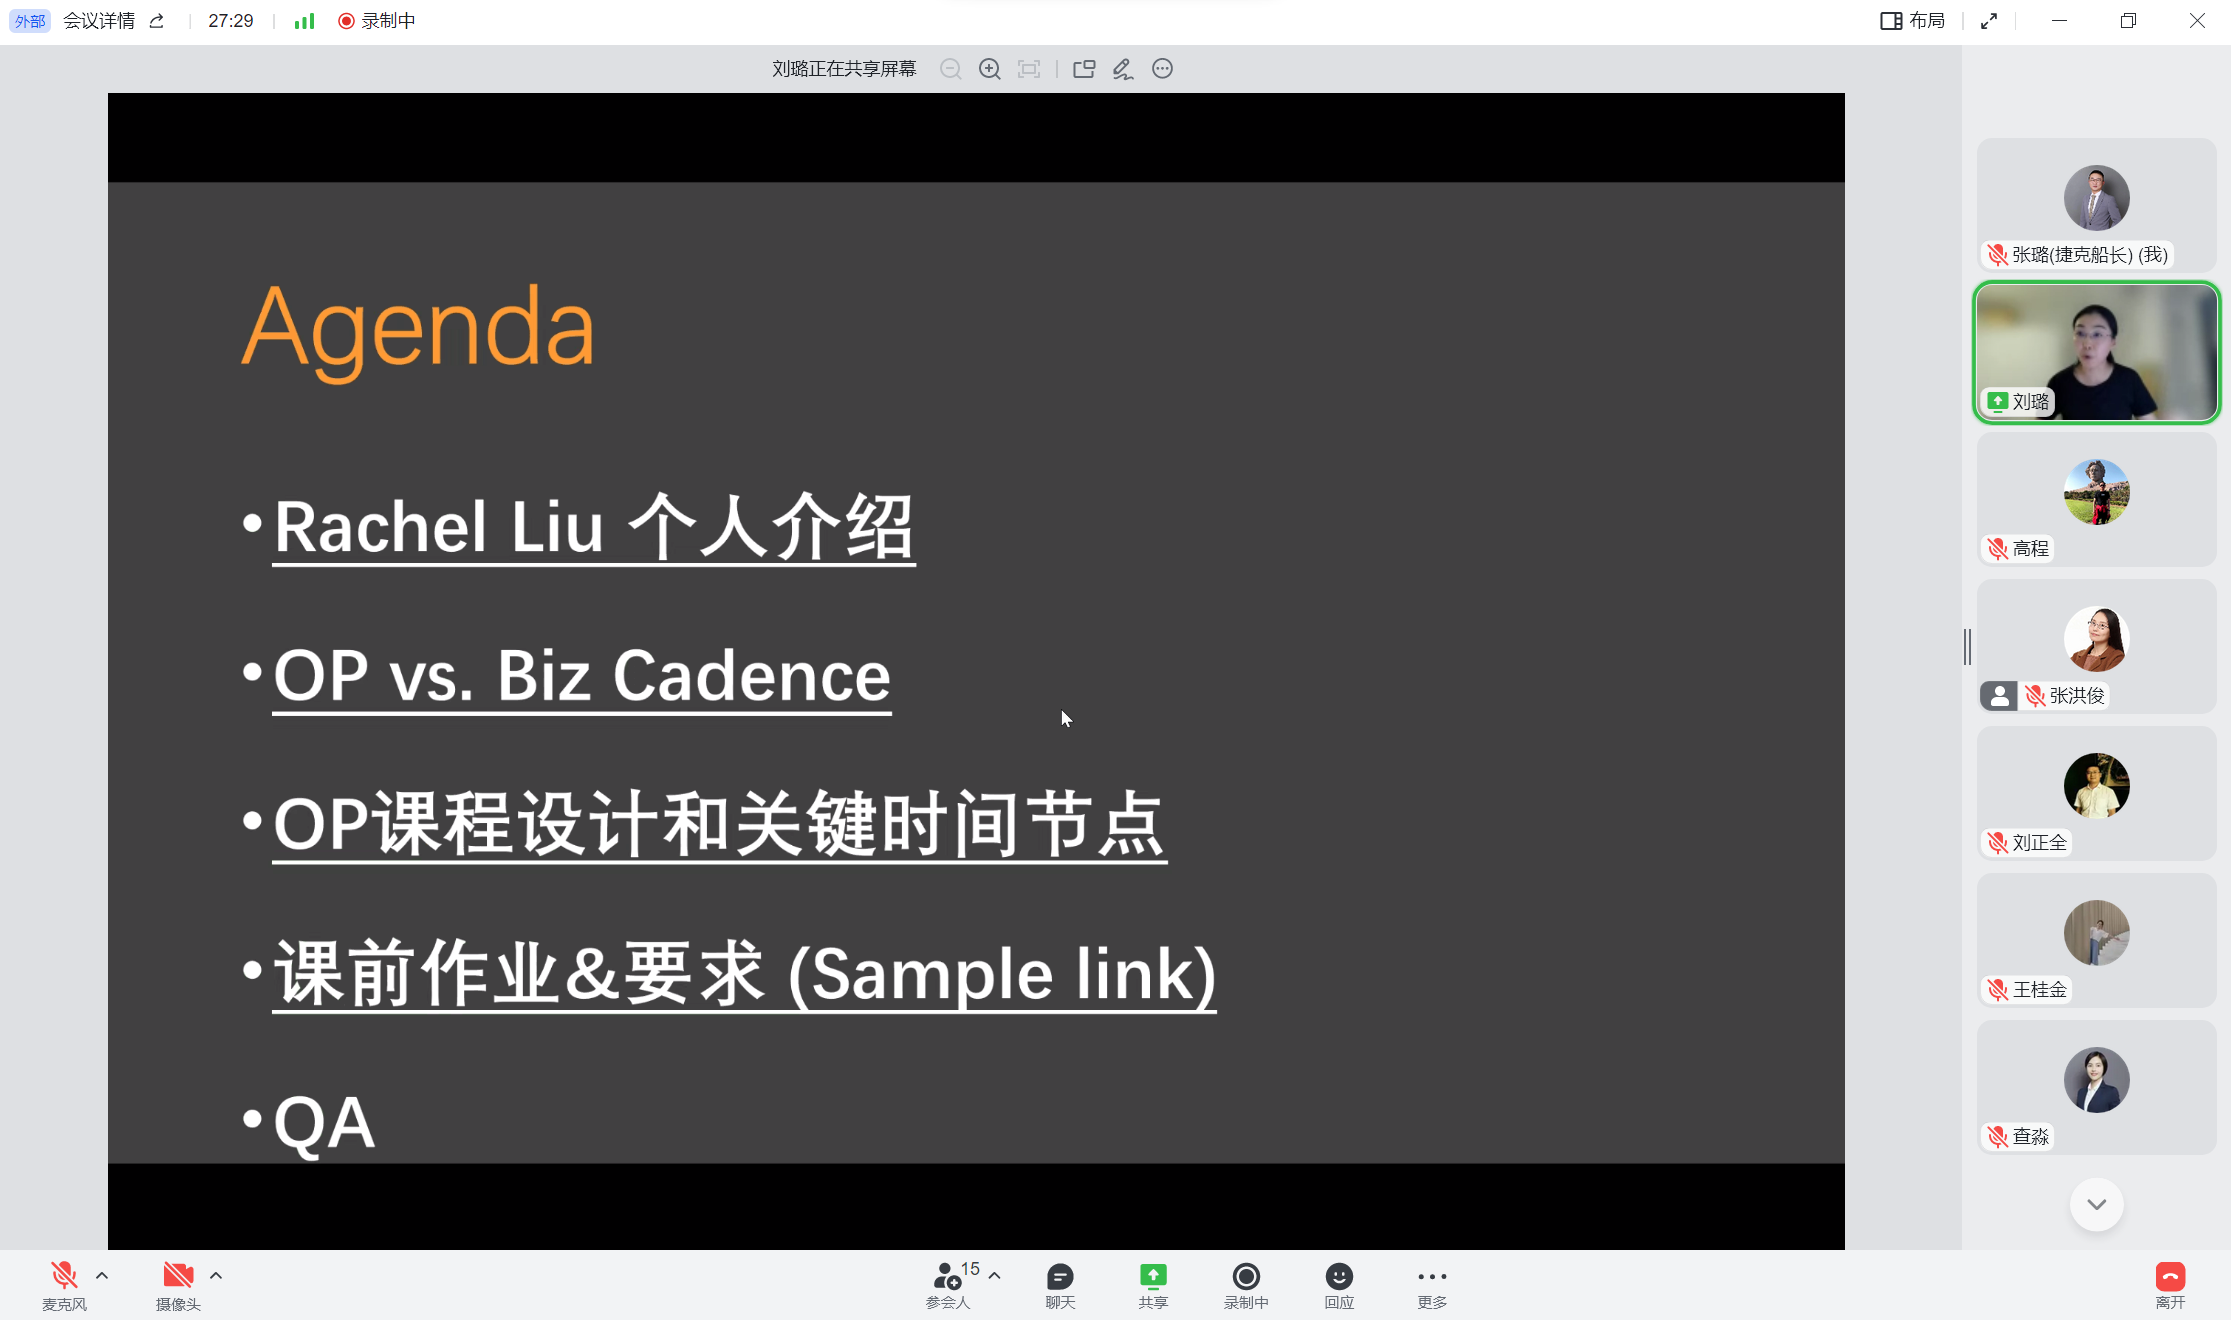 外部 会议详情 27:29 录制中 布局
刘璐正在共享屏幕
Agenda
•Rachel Liu 个人介绍
•OP vs. Biz Cadence
•OP课程设计和关键时间节点
•课前作业&要求 (Sample link)
•QA
张璐(捷克船长) (我)
刘璐
高程
张洪俊
刘正全
王桂金
查淼
麦克风 摄像头 参会人 15 聊天 共享 录制中 回应 更多 离开